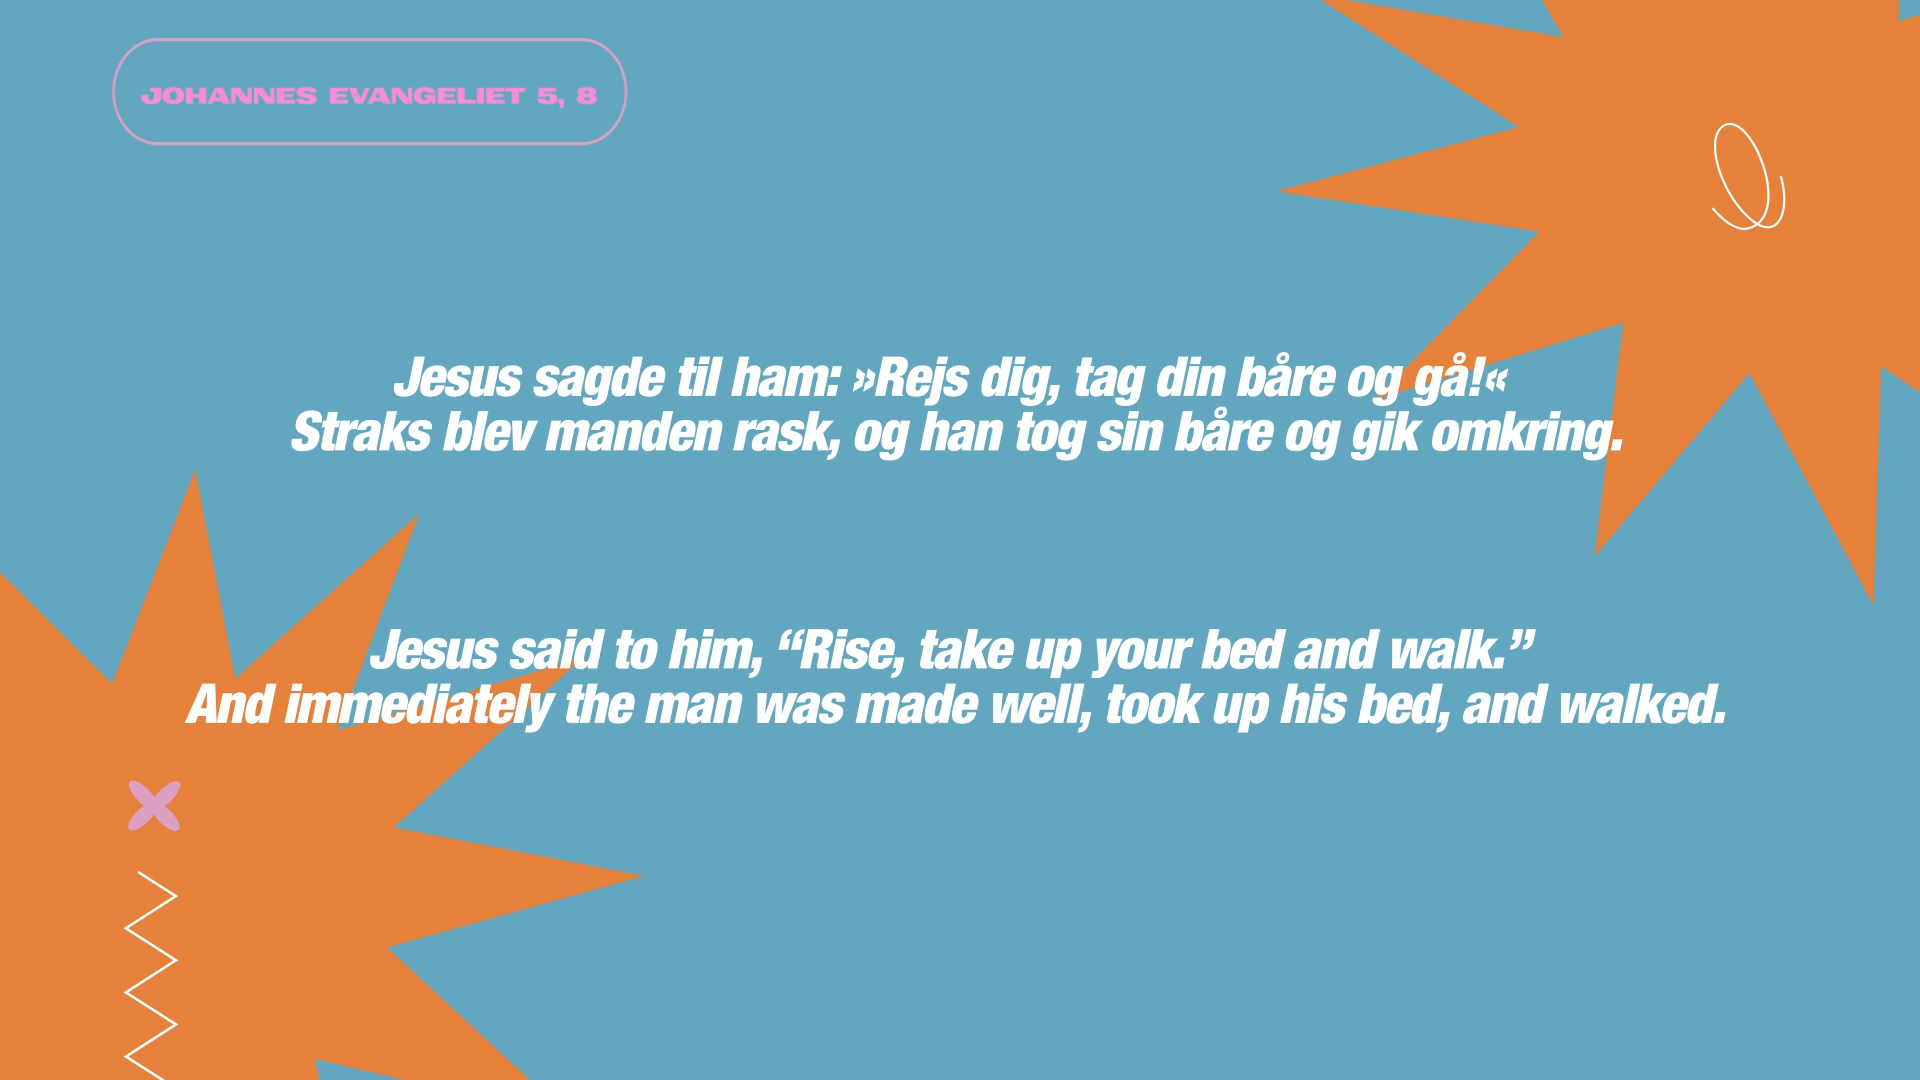 JOHANNES EVANGELIET 5, 8
Jesus sagde til ham: »Rejs dig, tag din båre og gå!«
Straks blev manden rask, og han tog sin båre og gik omkring.
Jesus said to him, “Rise, take up your bed and walk.”
And immediately the man was made well, took up his bed, and walked.